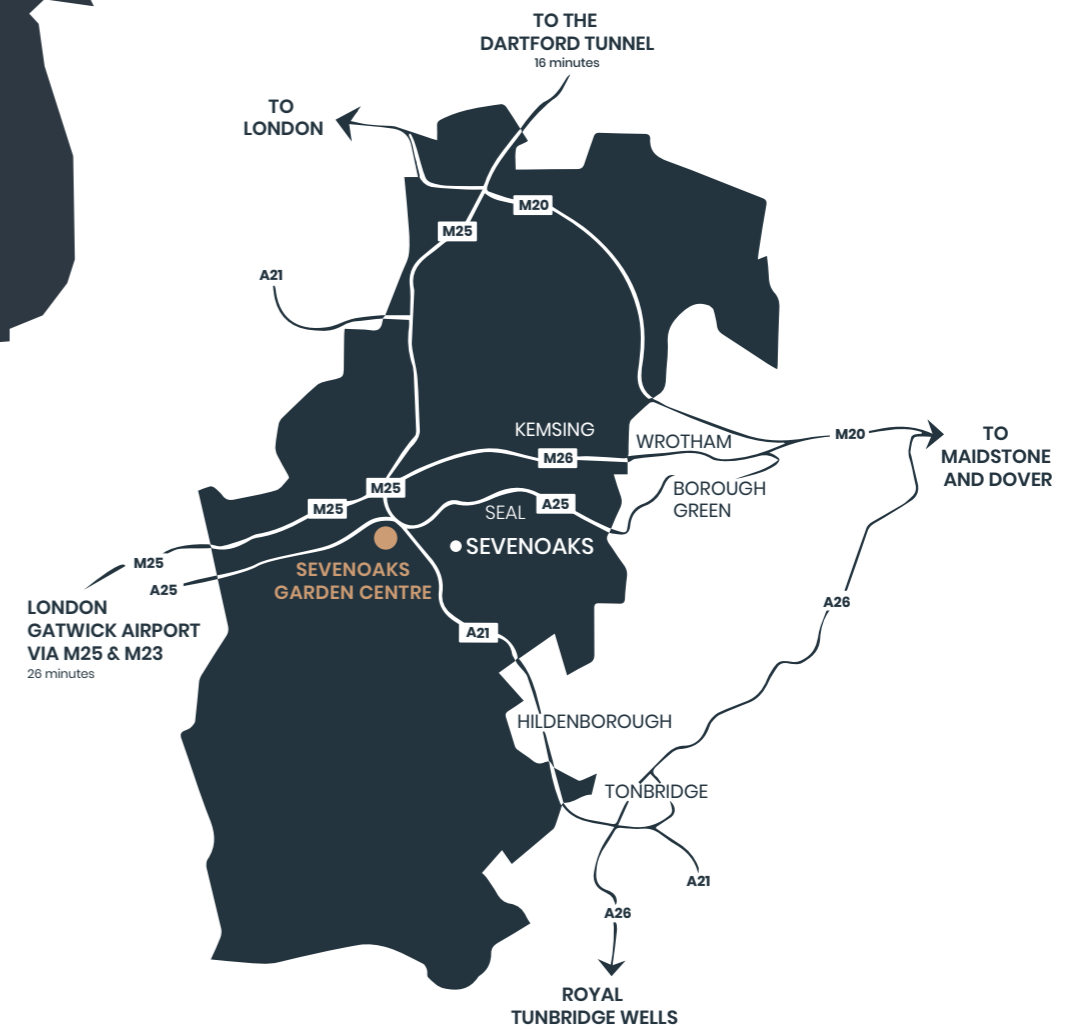 TO THE
DARTFORD TUNNEL
16 minutes
TO
LONDON
M20
M25
A21
KEMSING
WROTHAM
M20
TO
MAIDSTONE
AND DOVER
M26
M25
BOROUGH
GREEN
M25
SEAL
A25
SEVENOAKS
M25
SEVENOAKS
GARDEN CENTRE
A25
LONDON
GATWICK AIRPORT
VIA M25 & M23
26 minutes
A26
A21
HILDENBOROUGH
TONBRIDGE
A21
A26
ROYAL
TUNBRIDGE WELLS